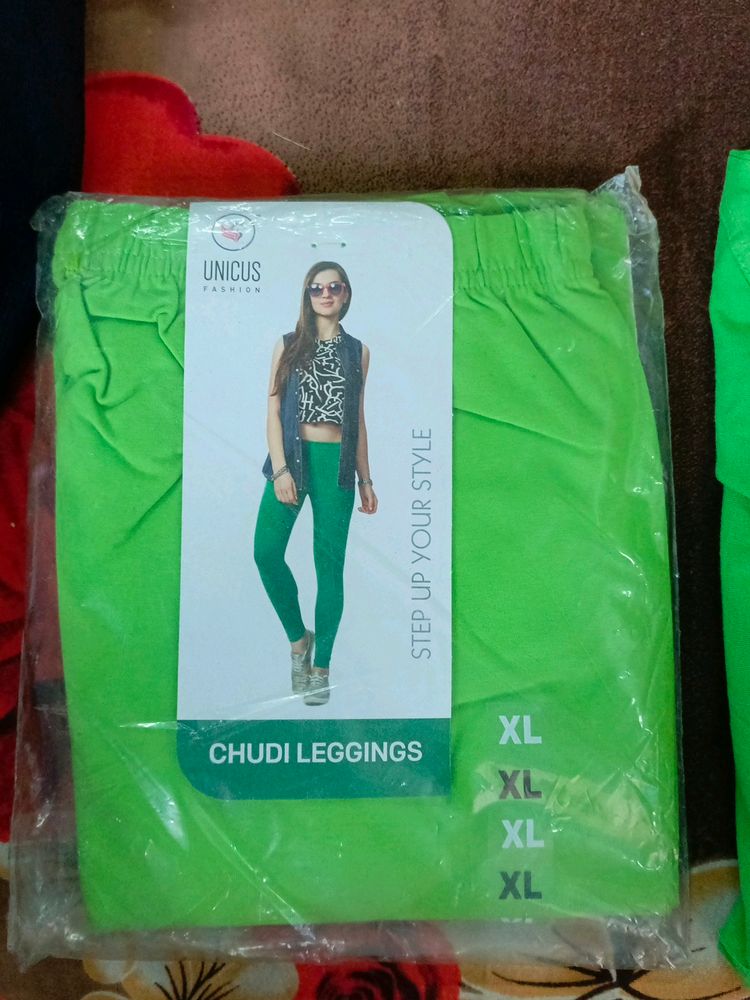 UNICUS
FASHION
STEP UP YOUR STYLE
CHUDI LEGGINGS
XL
XL
XL
XL